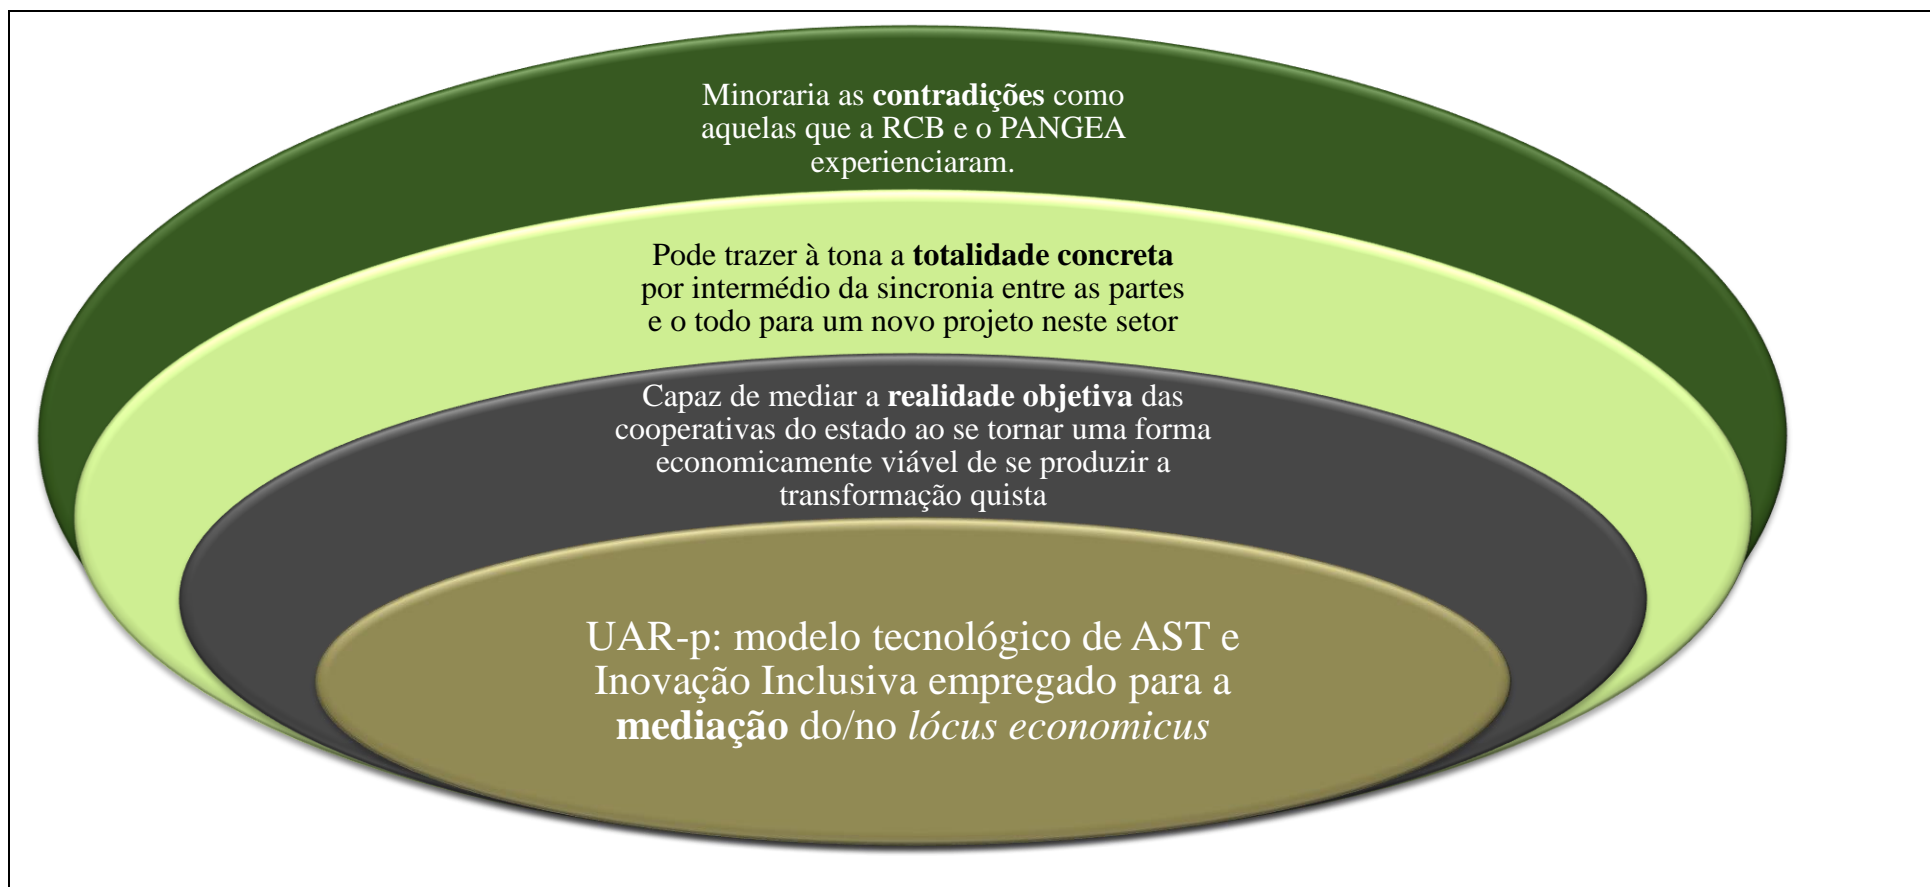 Minoraria as contradições como
aquelas que a RCB e o PANGEA
experienciaram.
Pode trazer à tona a totalidade concreta
por intermédio da sincronia entre as partes
e o todo para um novo projeto neste setor
Capaz de mediar a realidade objetiva das
cooperativas do estado ao se tornar uma forma
economicamente viável de se produzir a
transformação quista
UAR-p: modelo tecnológico de AST e
Inovação Inclusiva empregado para a
mediação do/no lócus economicus